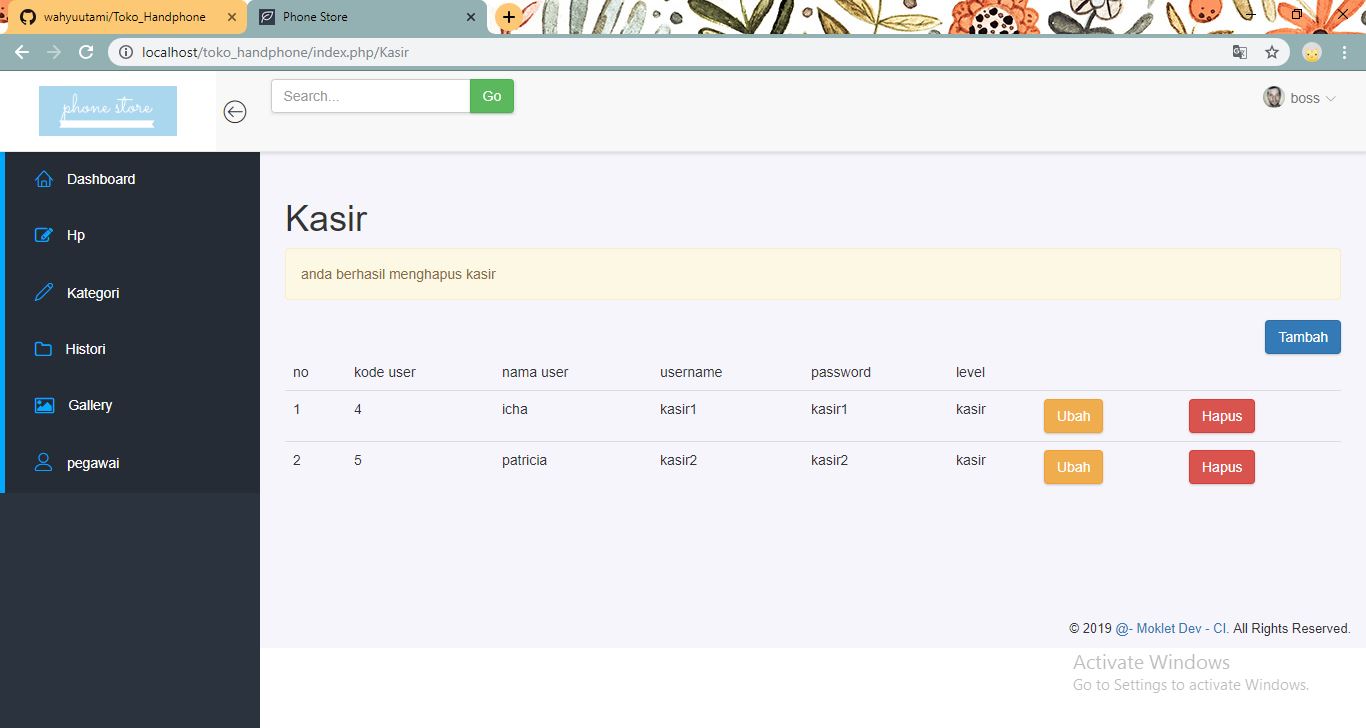 wahyuutami/Toko_Handphone
Phone Store
localhost/toko_handphone/index.php/Kasir
phone store
Search...
Go
boss
Dashboard
Hp
Kategori
Histori
Gallery
pegawai
Kasir
anda berhasil menghapus kasir
Tambah
no kode user nama user username password level
1 4 icha kasir1 kasir1 kasir Ubah Hapus
2 5 patricia kasir2 kasir2 kasir Ubah Hapus
© 2019 @- Moklet Dev - CI. All Rights Reserved.
Activate Windows
Go to Settings to activate Windows.